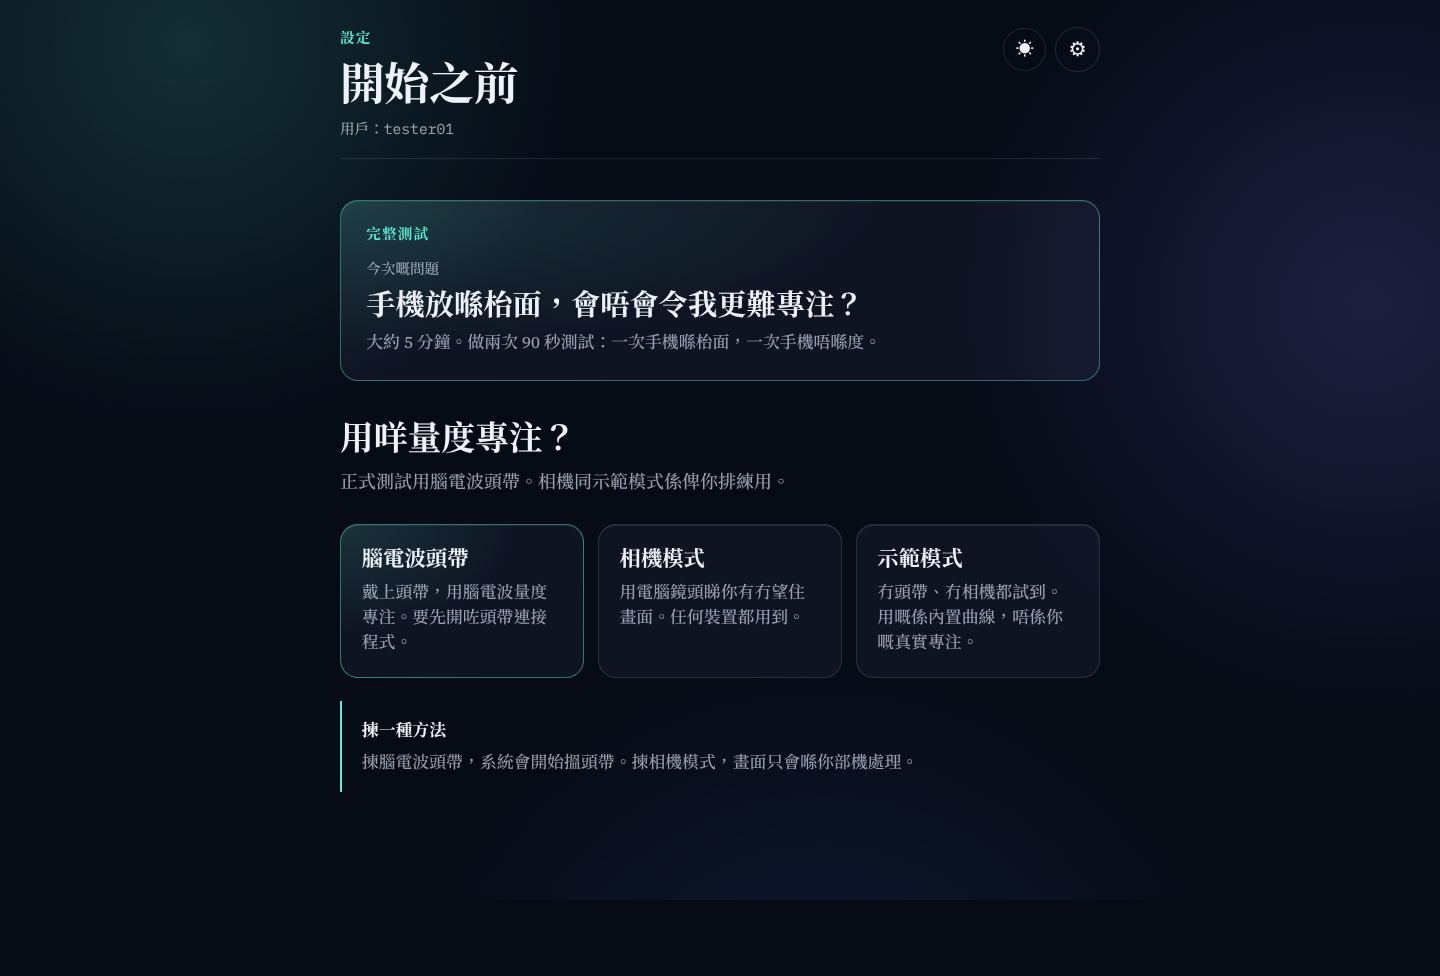 設定
開始之前
用戶：tester01
完整測試
今次嘅問題
手機放喺枱面，會唔會令我更難專注？
大約 5 分鐘。做兩次 90 秒測試：一次手機喺枱面，一次手機唔喺度。
用咩量度專注？
正式測試用腦電波頭帶。相機同示範模式係俾你排練用。
腦電波頭帶
戴上頭帶，用腦電波量度
專注。要先開咗頭帶連接
程式。
相機模式
用電腦鏡頭睇你有冇望住
畫面。任何裝置都用到。
示範模式
冇頭帶、冇相機都試到。
用嘅係內置曲線，唔係你
嘅真實專注。
揀一種方法
揀腦電波頭帶，系統會開始搵頭帶。揀相機模式，畫面只會喺你部機處理。